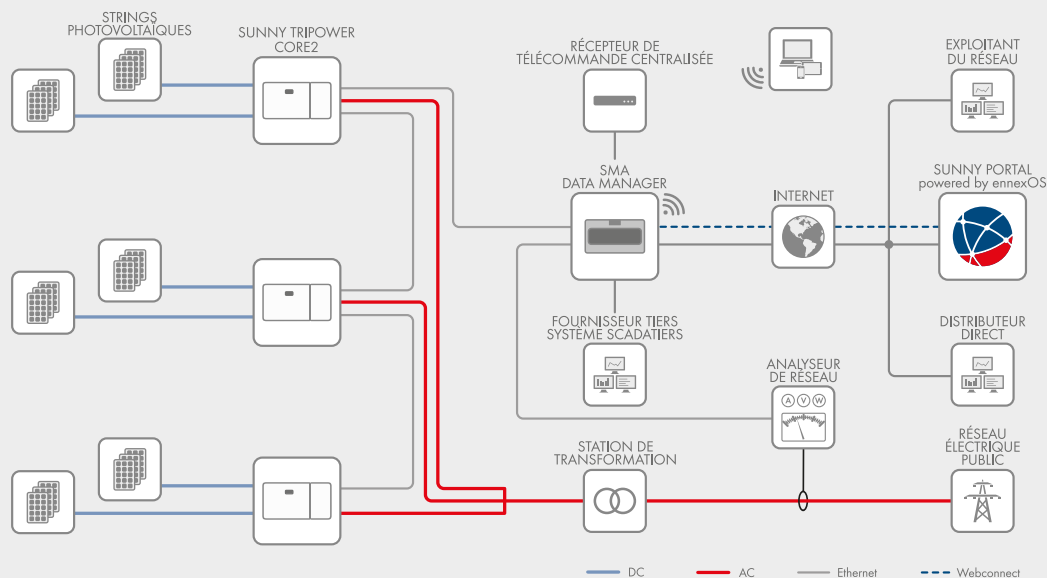 STRINGS
PHOTOVOLTAÏQUES
SUNNY TRIPOWER
CORE2
RÉCEPTEUR DE
TÉLÉCOMMANDE CENTRALISÉE
EXPLOITANT
DU RÉSEAU
SMA
DATA MANAGER
INTERNET
SUNNY PORTAL
powered by ennexOS
FOURNISSEUR TIERS
SYSTÈME SCADATIERS
ANALYSEUR
DE RÉSEAU
A V W
DISTRIBUTEUR
DIRECT
STATION DE
TRANSFORMATION
RÉSEAU
ÉLECTRIQUE
PUBLIC
DC
AC
Ethernet
Webconnect